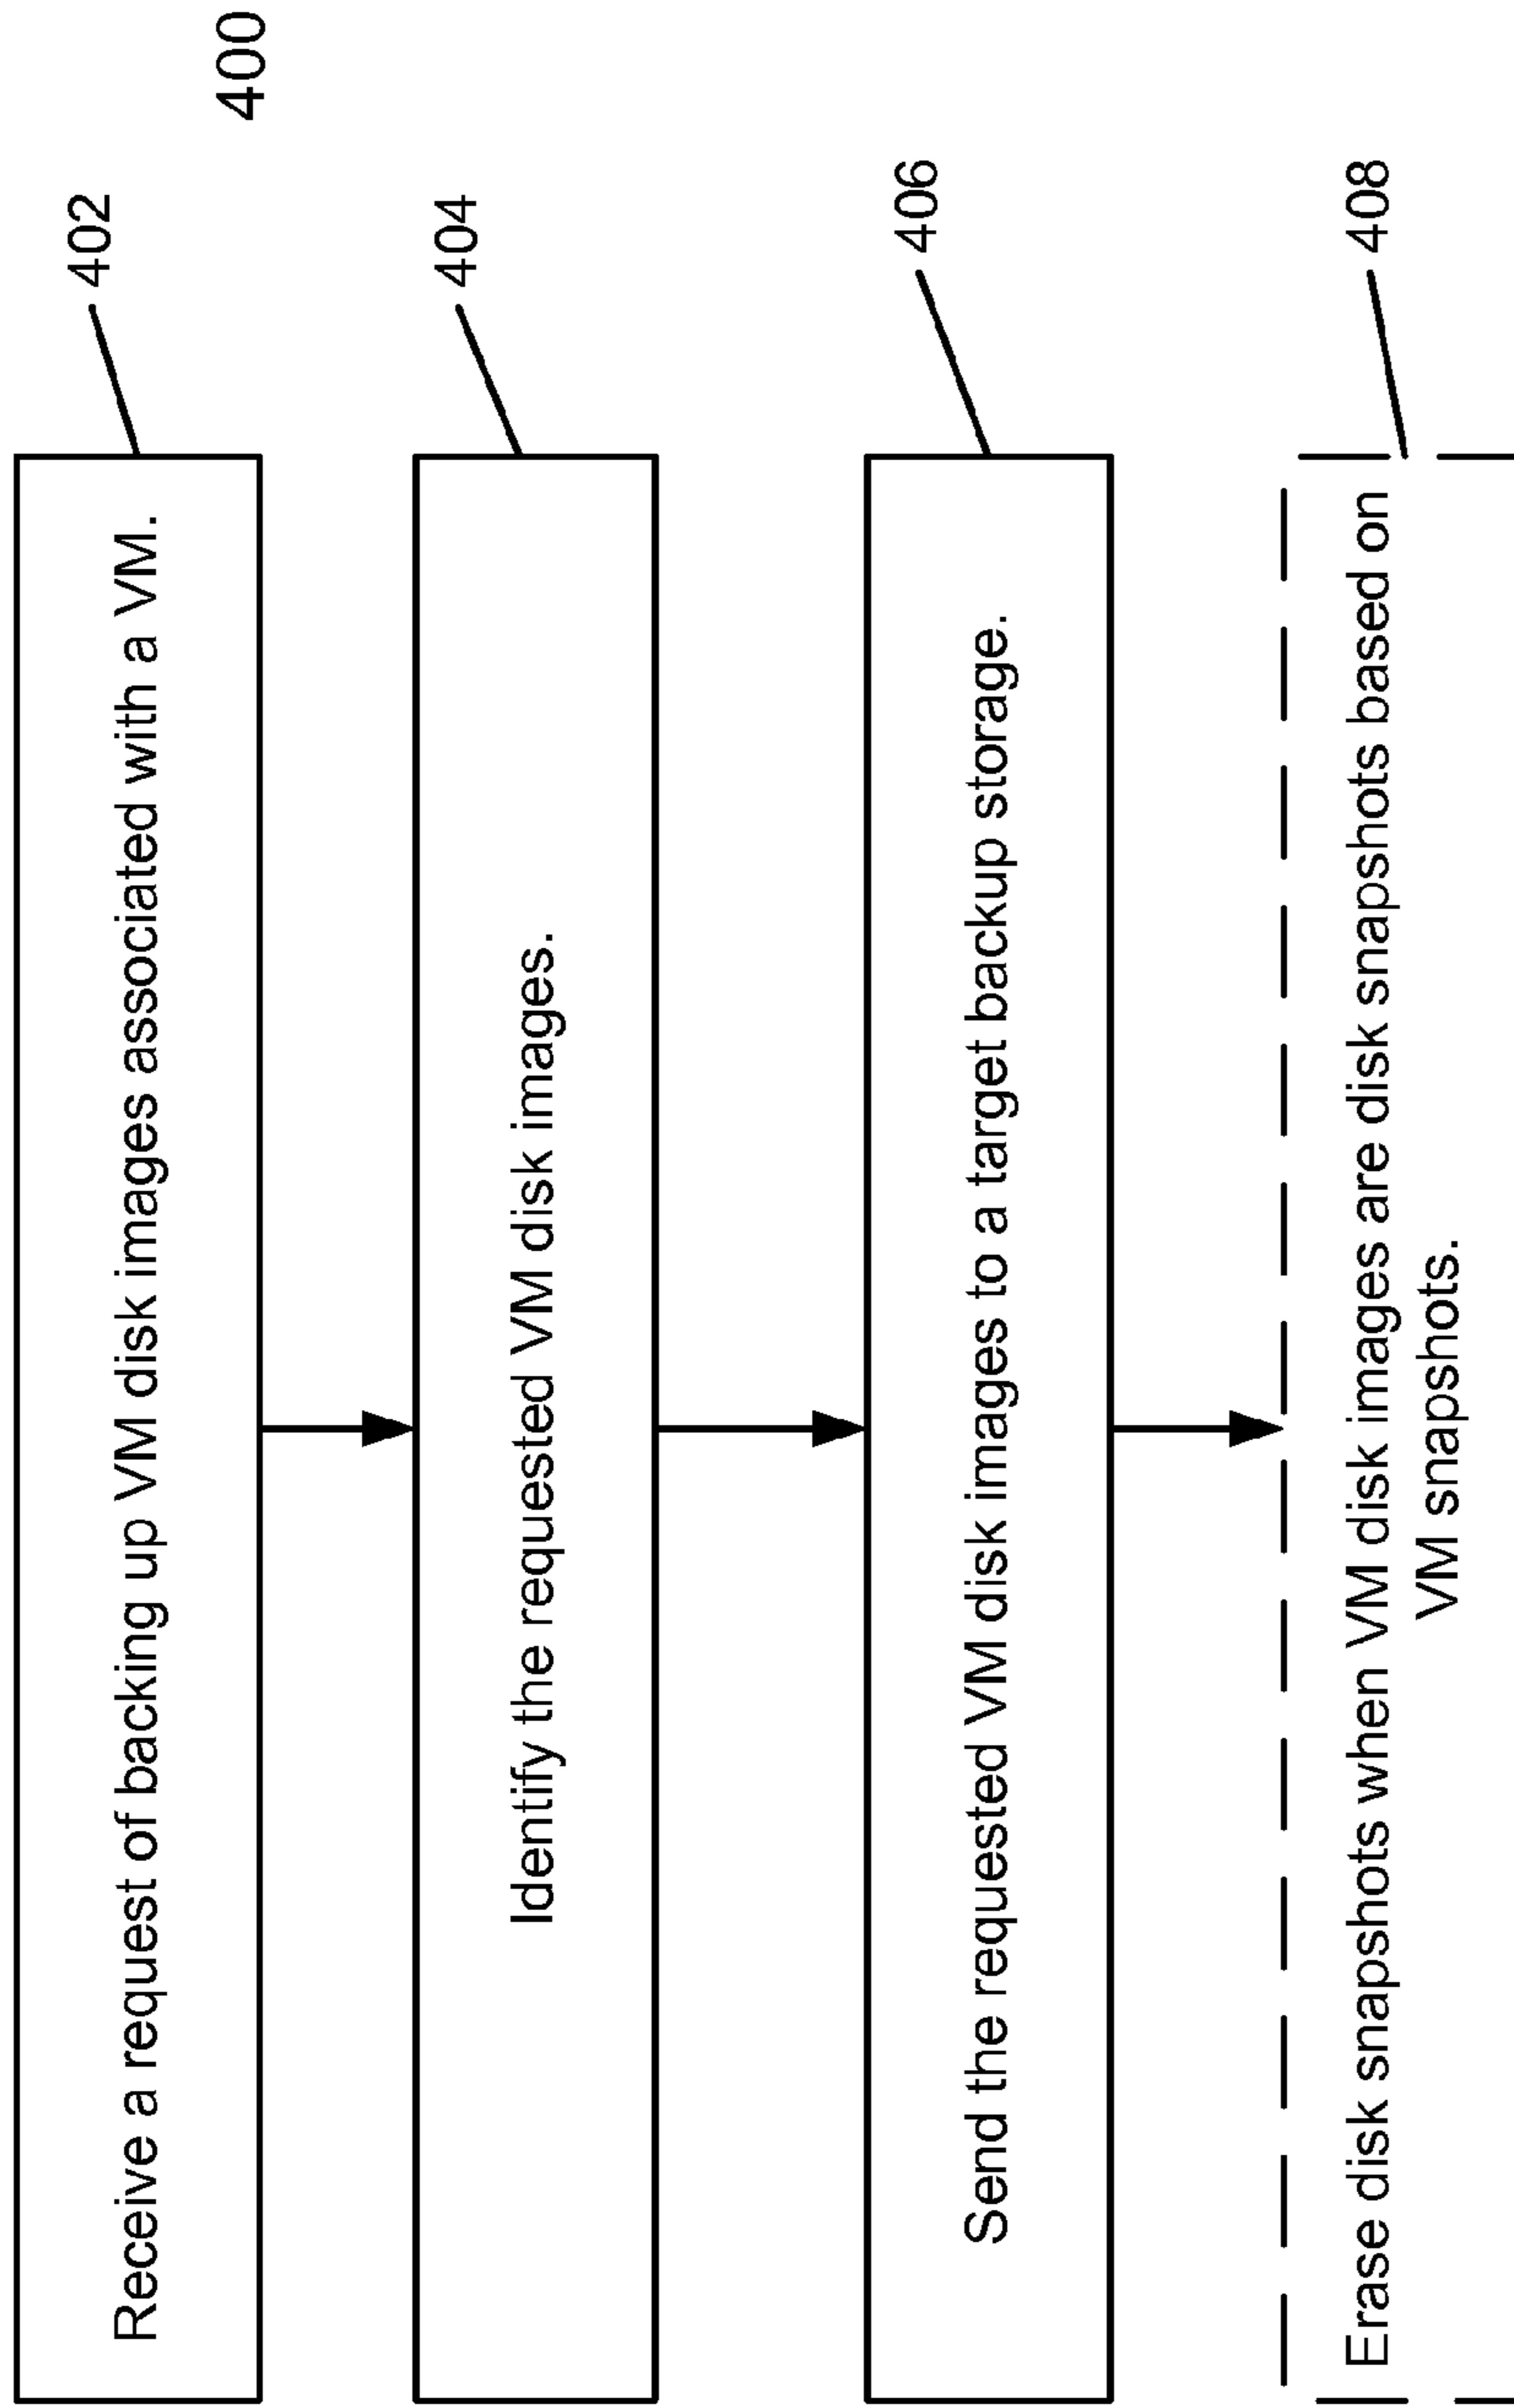 400
402
Receive a request of backing up VM disk images associated with a VM.
404
Identify the requested VM disk images.
406
Send the requested VM disk images to a target backup storage.
408
Erase disk snapshots when VM disk images are disk snapshots based on
VM snapshots.